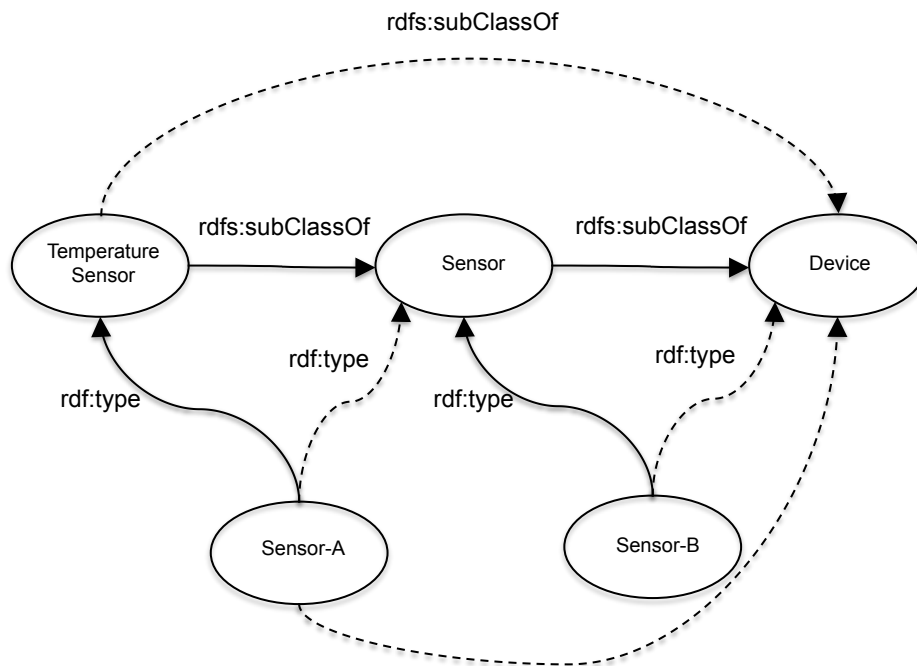 rdfs:subClassOf
rdfs:subClassOf
rdfs:subClassOf
Temperature
Sensor
Sensor
Device
rdf:type
rdf:type
rdf:type
rdf:type
Sensor-A
Sensor-B